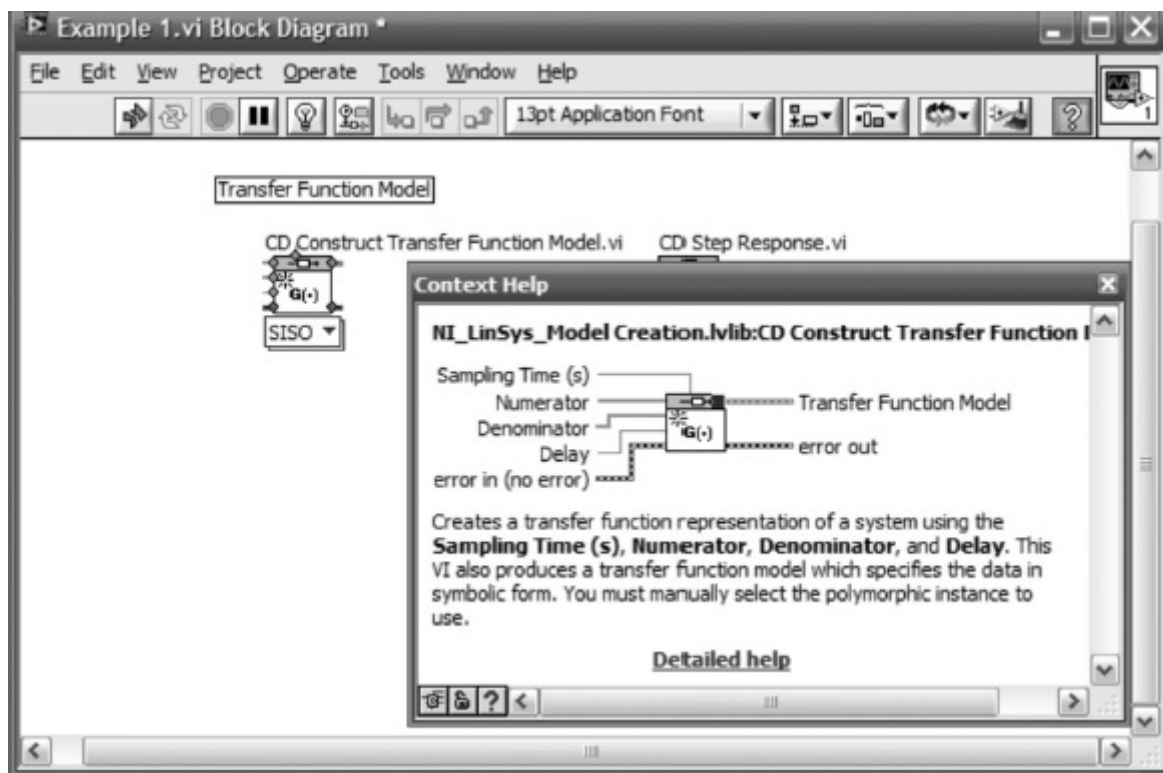 Example 1.vi Block Diagram *
File Edit View Project Operate Tools Window Help
13pt Application Font
1
Transfer Function Model
CD Construct Transfer Function Model.vi CD Step Response.vi
G(·)
SISO
Context Help
NI_LinSys_Model Creation.lvlib:CD Construct Transfer Function
Sampling Time (s)
Numerator
Denominator
Delay
error in (no error)
G(·)
Transfer Function Model
error out
Creates a transfer function representation of a system using the
Sampling Time (s), Numerator, Denominator, and Delay. This
VI also produces a transfer function model which specifies the data in
symbolic form. You must manually select the polymorphic instance to
use.
Detailed help
?